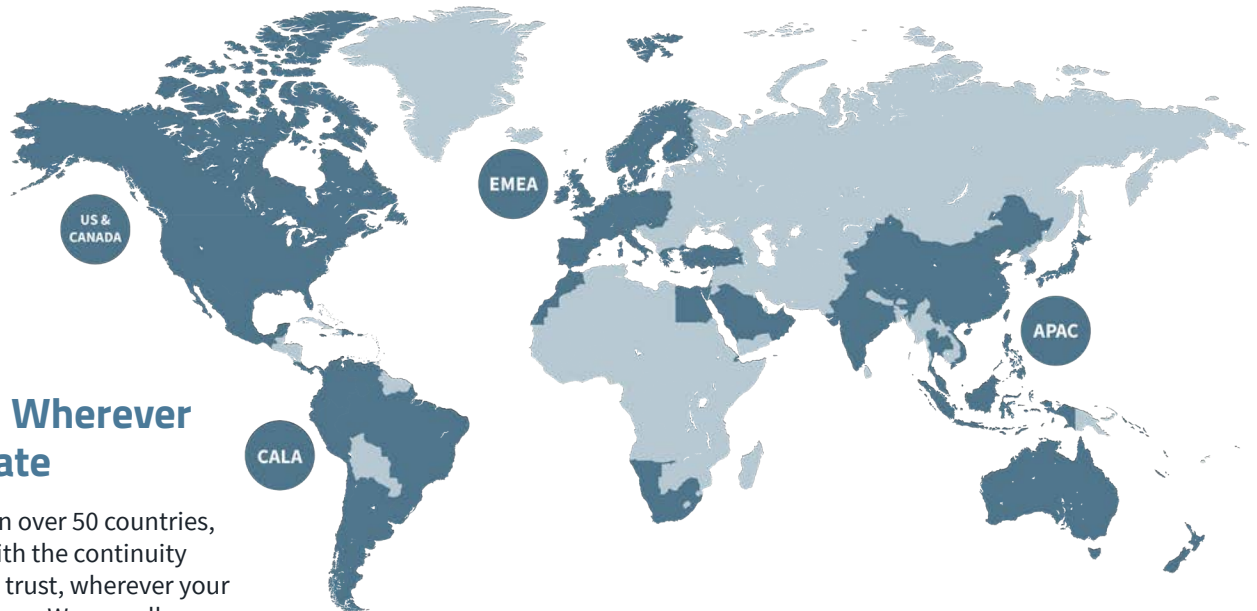 US &
CANADA
EMEA
APAC
CALA
Wherever
ate
n over 50 countries,
ith the continuity
trust, wherever your